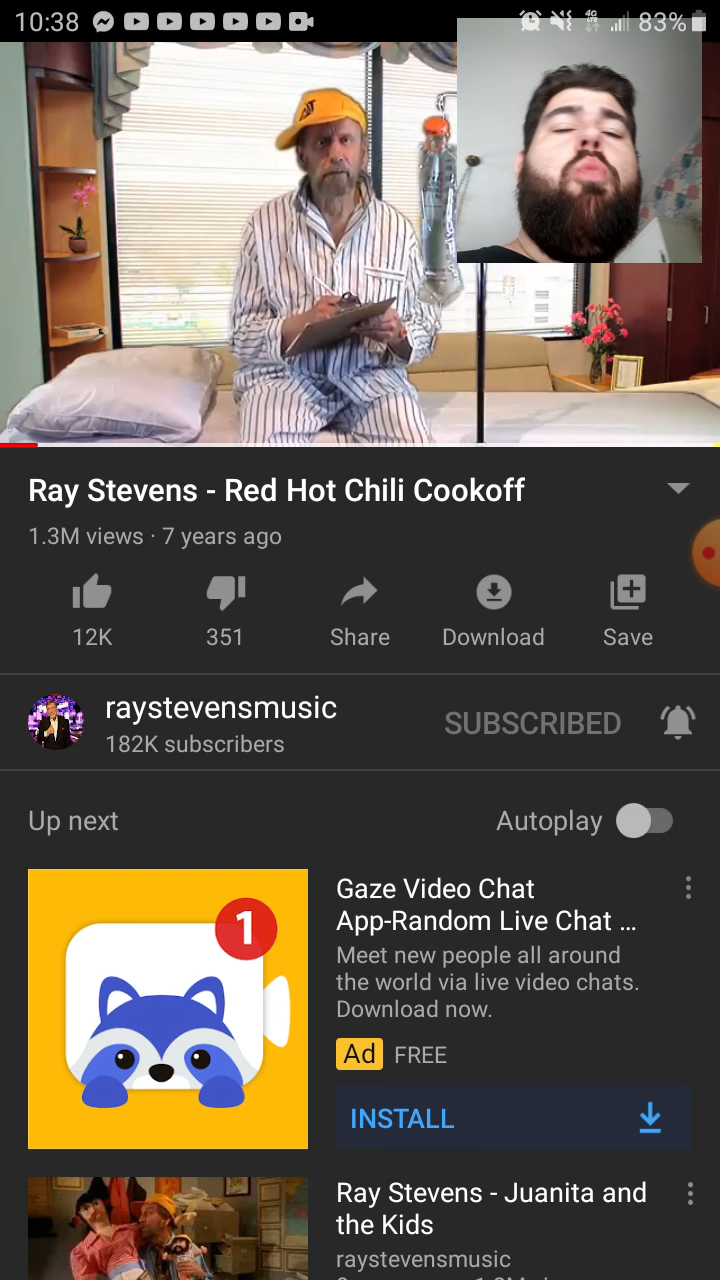 10:38
4G
LTE
83%
CAT
Ray Stevens - Red Hot Chili Cookoff
1.3M views · 7 years ago
12K
351
Share
Download
Save
raystevensmusic
182K subscribers
SUBSCRIBED
Up next
Autoplay
1
Gaze Video Chat
App-Random Live Chat ...
Meet new people all around
the world via live video chats.
Download now.
Ad FREE
INSTALL
Ray Stevens - Juanita and
the Kids
raystevensmusic